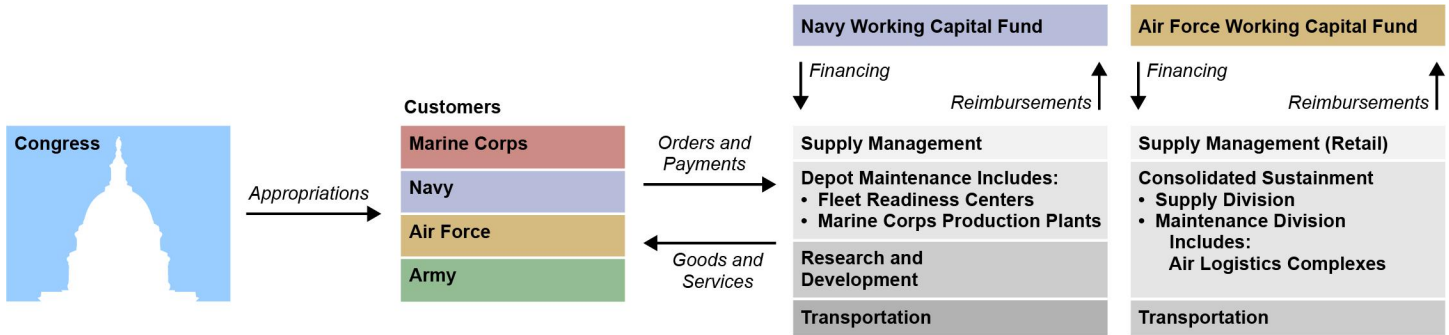 Navy Working Capital Fund
Air Force Working Capital Fund
Financing
Reimbursements
Financing
Reimbursements
Congress
Appropriations
Customers
Marine Corps
Navy
Air Force
Army
Orders and
Payments
Goods and
Services
Supply Management
Depot Maintenance Includes:
• Fleet Readiness Centers
• Marine Corps Production Plants
Research and
Development
Transportation
Supply Management (Retail)
Consolidated Sustainment
• Supply Division
• Maintenance Division
Includes:
Air Logistics Complexes
Transportation